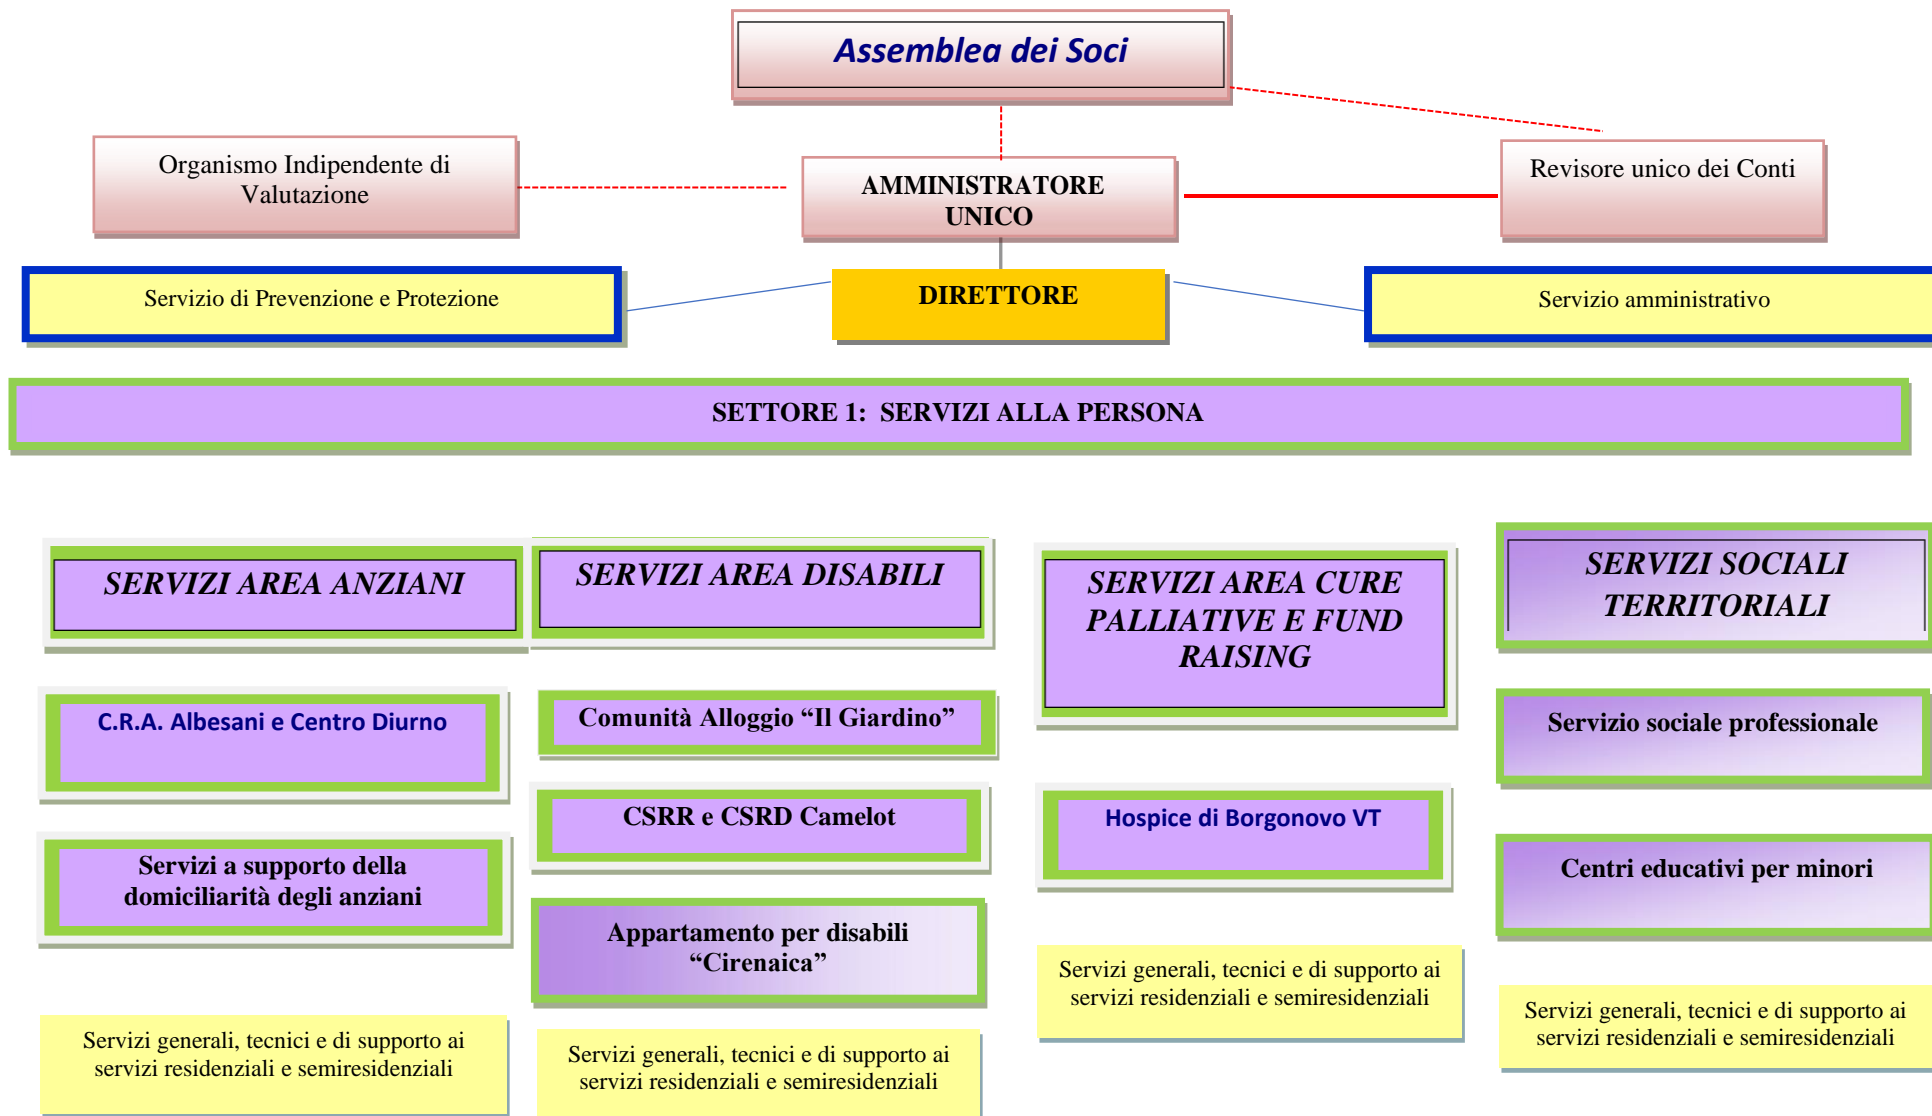 Assemblea dei Soci
Organismo Indipendente di
Valutazione
AMMINISTRATORE
UNICO
Revisore unico dei Conti
Servizio di Prevenzione e Protezione
DIRETTORE
Servizio amministrativo
SETTORE 1:  SERVIZI ALLA PERSONA
SERVIZI AREA ANZIANI
C.R.A. Albesani e Centro Diurno
Servizi a supporto della
domiciliarità degli anziani
Servizi generali, tecnici e di supporto ai
servizi residenziali e semiresidenziali
SERVIZI AREA DISABILI
Comunità Alloggio “Il Giardino”
CSRR e CSRD Camelot
Appartamento per disabili
“Cirenaica”
Servizi generali, tecnici e di supporto ai
servizi residenziali e semiresidenziali
SERVIZI AREA CURE
PALLIATIVE E FUND
RAISING
Hospice di Borgonovo VT
Servizi generali, tecnici e di supporto ai
servizi residenziali e semiresidenziali
SERVIZI SOCIALI
TERRITORIALI
Servizio sociale professionale
Centri educativi per minori
Servizi generali, tecnici e di supporto ai
servizi residenziali e semiresidenziali